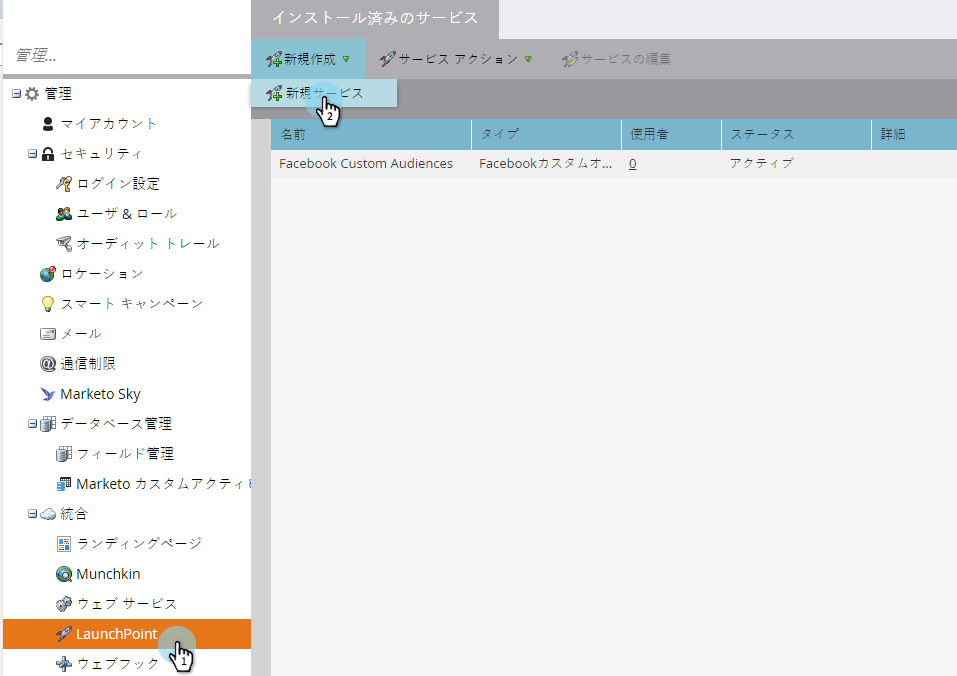 インストール済みのサービス
管理...
新規作成 サービス アクション サービスの編集
新規サービス
2
名前 タイプ 使用者 ステータス 詳細
Facebook Custom Audiences Facebookカスタムオ... 0 アクティブ
管理
マイアカウント
セキュリティ
ログイン設定
ユーザ & ロール
オーディット トレール
ロケーション
スマート キャンペーン
メール
通信制限
Marketo Sky
データベース管理
フィールド管理
Marketo カスタムアクティ
統合
ランディングページ
Munchkin
ウェブ サービス
LaunchPoint
1
ウェブフック